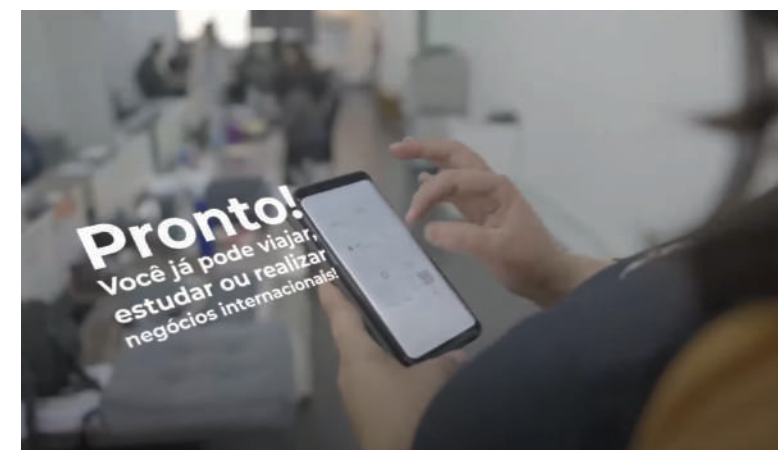 Pronto!
Você já pode viajar,
estudar ou realizar
negócios internacionais!